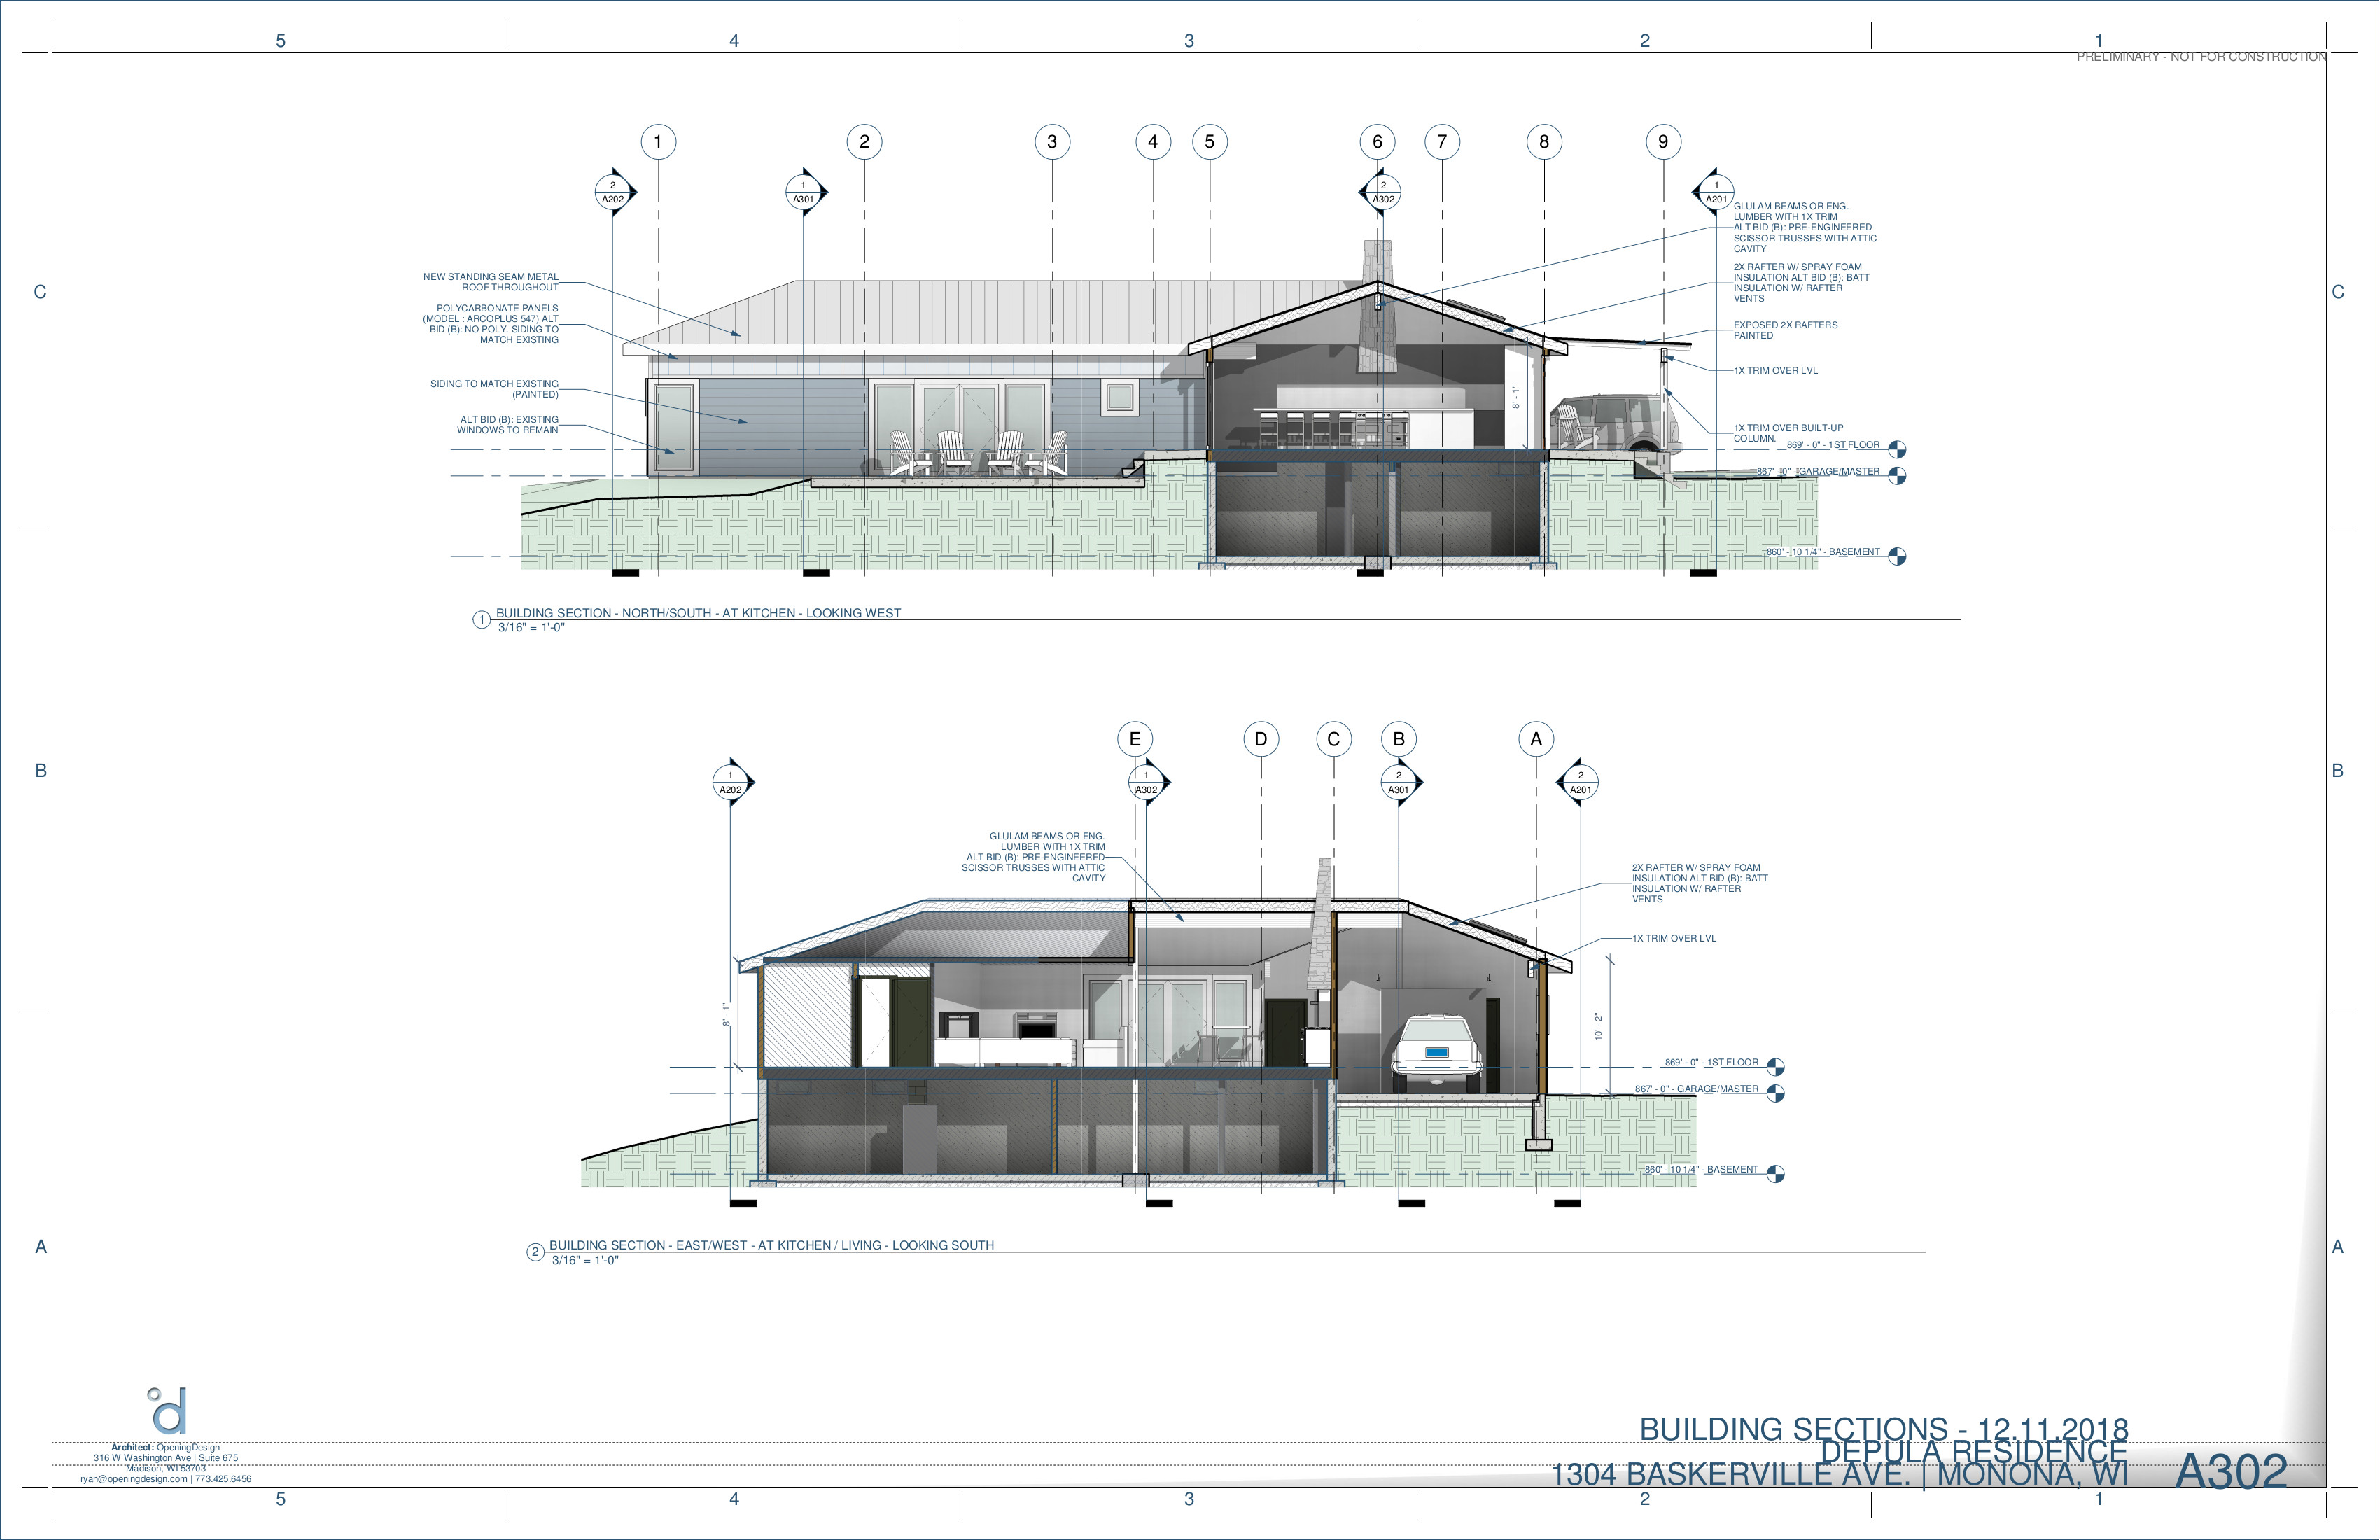 5 4 3 2 1
PRELIMINARY - NOT FOR CONSTRUCTION
1 2 3 4 5 6 7 8 9
2
A202
1
A301
2
A302
1
A201
GLULAM BEAMS OR ENG.
LUMBER WITH 1X TRIM
ALT BID (B): PRE-ENGINEERED
SCISSOR TRUSSES WITH ATTIC
CAVITY
2X RAFTER W/ SPRAY FOAM
INSULATION ALT BID (B): BATT
INSULATION W/ RAFTER
VENTS
EXPOSED 2X RAFTERS
PAINTED
1X TRIM OVER LVL
1X TRIM OVER BUILT-UP
COLUMN.
NEW STANDING SEAM METAL
ROOF THROUGHOUT
POLYCARBONATE PANELS
(MODEL : ARCOPLUS 547) ALT
BID (B): NO POLY. SIDING TO
MATCH EXISTING
SIDING TO MATCH EXISTING
(PAINTED)
ALT BID (B): EXISTING
WINDOWS TO REMAIN
C
C
8' - 1"
869' - 0" - 1ST FLOOR
867' - 0" - GARAGE/MASTER
860' - 10 1/4" - BASEMENT
1
BUILDING SECTION - NORTH/SOUTH - AT KITCHEN - LOOKING WEST
3/16" = 1'-0"
E D C B A
B
B
1
A202
1
A302
2
A301
2
A201
GLULAM BEAMS OR ENG.
LUMBER WITH 1X TRIM
ALT BID (B): PRE-ENGINEERED
SCISSOR TRUSSES WITH ATTIC
CAVITY
2X RAFTER W/ SPRAY FOAM
INSULATION ALT BID (B): BATT
INSULATION W/ RAFTER
VENTS
1X TRIM OVER LVL
8' - 1"
10' - 2"
869' - 0" - 1ST FLOOR
867' - 0" - GARAGE/MASTER
860' - 10 1/4" - BASEMENT
2
BUILDING SECTION - EAST/WEST - AT KITCHEN / LIVING - LOOKING SOUTH
3/16" = 1'-0"
A
A
d
Architect: OpeningDesign
316 W Washington Ave | Suite 675
Madison, WI 53703
ryan@openingdesign.com | 773.425.6456
BUILDING SECTIONS - 12.11.2018
DEPULA RESIDENCE
1304 BASKERVILLE AVE. | MONONA, WI
A302
5 4 3 2 1